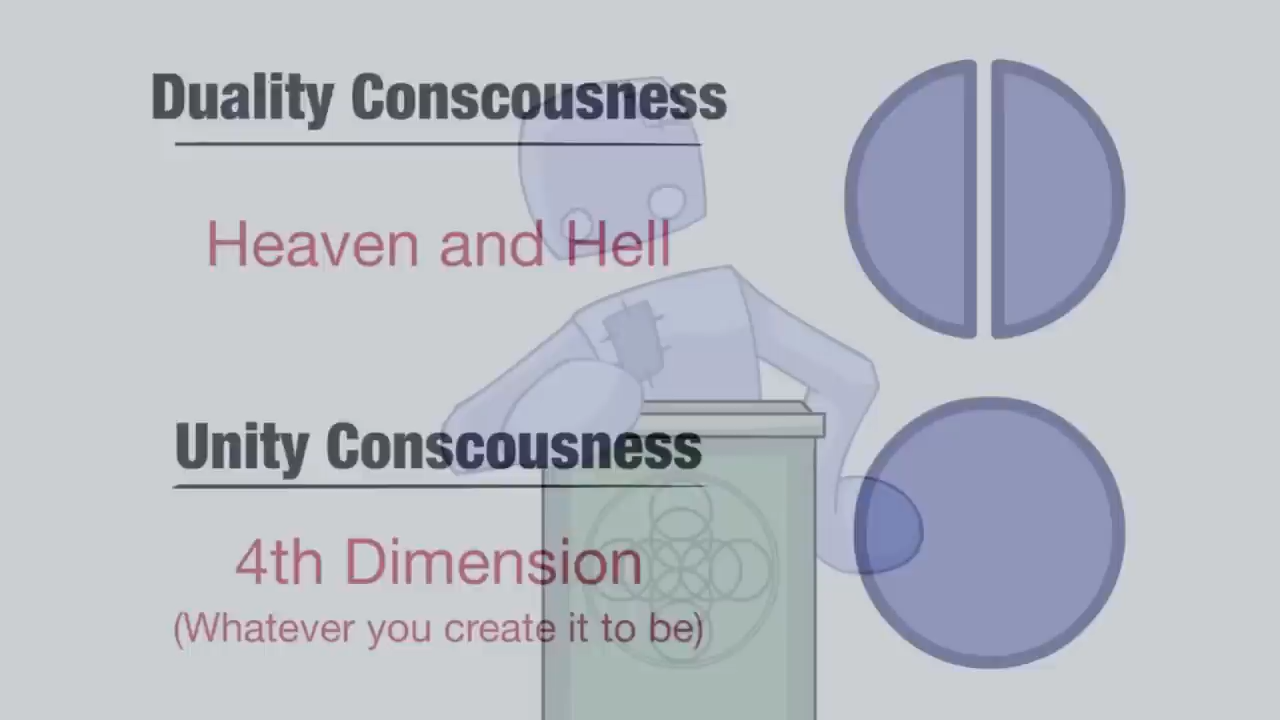 Duality Conscousness
Heaven and Hell
Unity Conscousness
4th Dimension
(Whatever you create it to be)